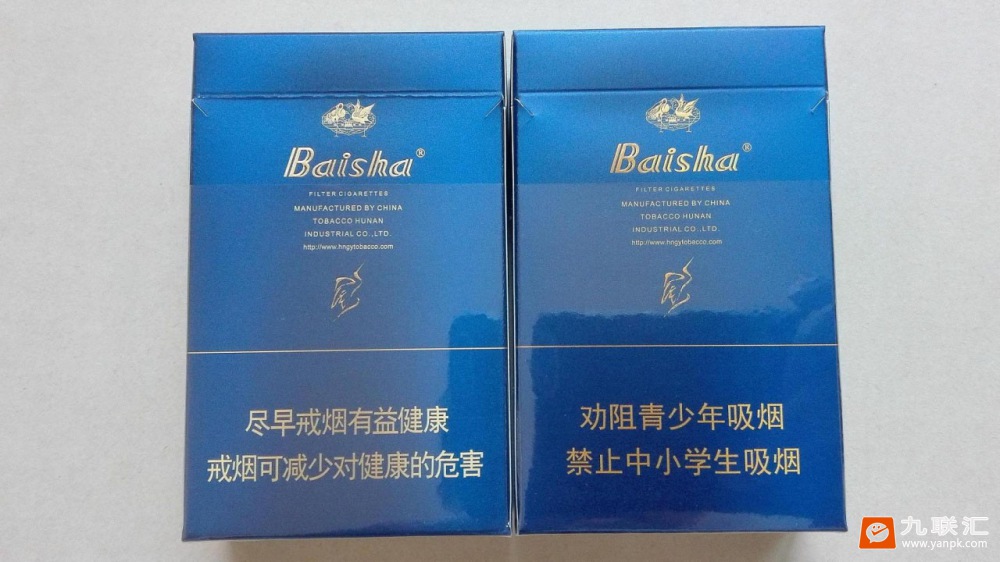 Baisha®
FILTER CIGARETTES
MANUFACTURED BY CHINA
TOBACCO HUNAN
INDUSTRIAL CO.,LTD.
http://www.hngytobacco.com
尽早戒烟有益健康
戒烟可减少对健康的危害
Baisha®
FILTER CIGARETTES
MANUFACTURED BY CHINA
TOBACCO HUNAN
INDUSTRIAL CO.,LTD.
http://www.hngytobacco.com
劝阻青少年吸烟
禁止中小学生吸烟
九联汇
www.yanpk.com